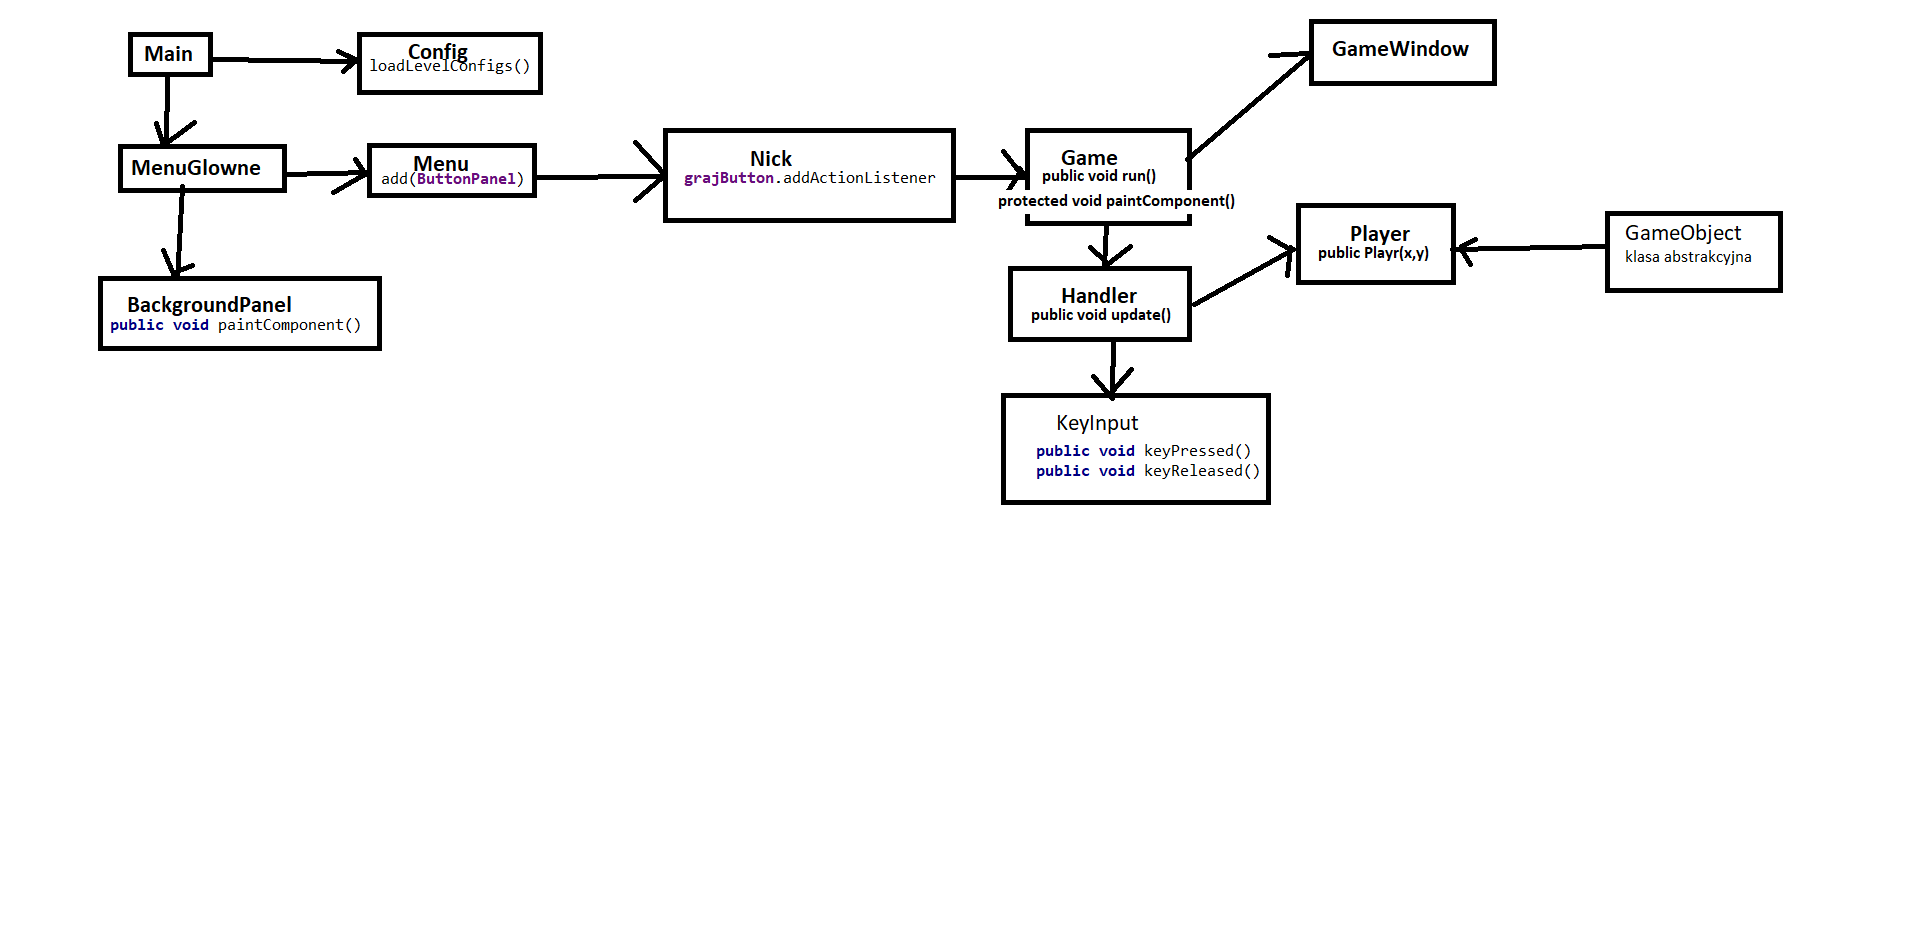 Main
Config
loadLevelConfigs()
GameWindow
MenuGlowne
Menu
add(ButtonPanel)
Nick
grajButton.addActionListener
Game
public void run()
protected void paintComponent()
Player
public Playr(x,y)
GameObject
klasa abstrakcyjna
BackgroundPanel
public void paintComponent()
Handler
public void update()
KeyInput
public void keyPressed()
public void keyReleased()